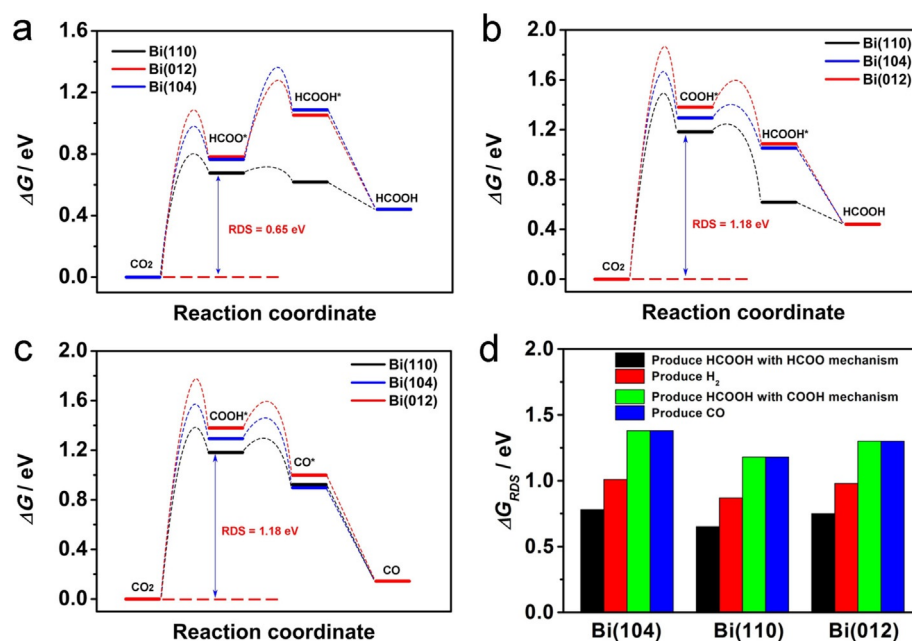 a
ΔG / eV
1.6
1.2
0.8
0.4
0.0
Bi(110)
Bi(012)
Bi(104)
CO2
HCOO*
HCOOH*
HCOOH
RDS = 0.65 eV
Reaction coordinate
b
ΔG / eV
2.0
1.6
1.2
0.8
0.4
0.0
Bi(110)
Bi(104)
Bi(012)
CO2
COOH*
HCOOH*
HCOOH
RDS = 1.18 eV
Reaction coordinate
c
ΔG / eV
2.0
1.6
1.2
0.8
0.4
0.0
Bi(110)
Bi(104)
Bi(012)
CO2
COOH*
CO*
CO
RDS = 1.18 eV
Reaction coordinate
d
ΔG_RDS / eV
2.0
1.5
1.0
0.5
0.0
Produce HCOOH with HCOO mechanism
Produce H2
Produce HCOOH with COOH mechanism
Produce CO
Bi(104) Bi(110) Bi(012)